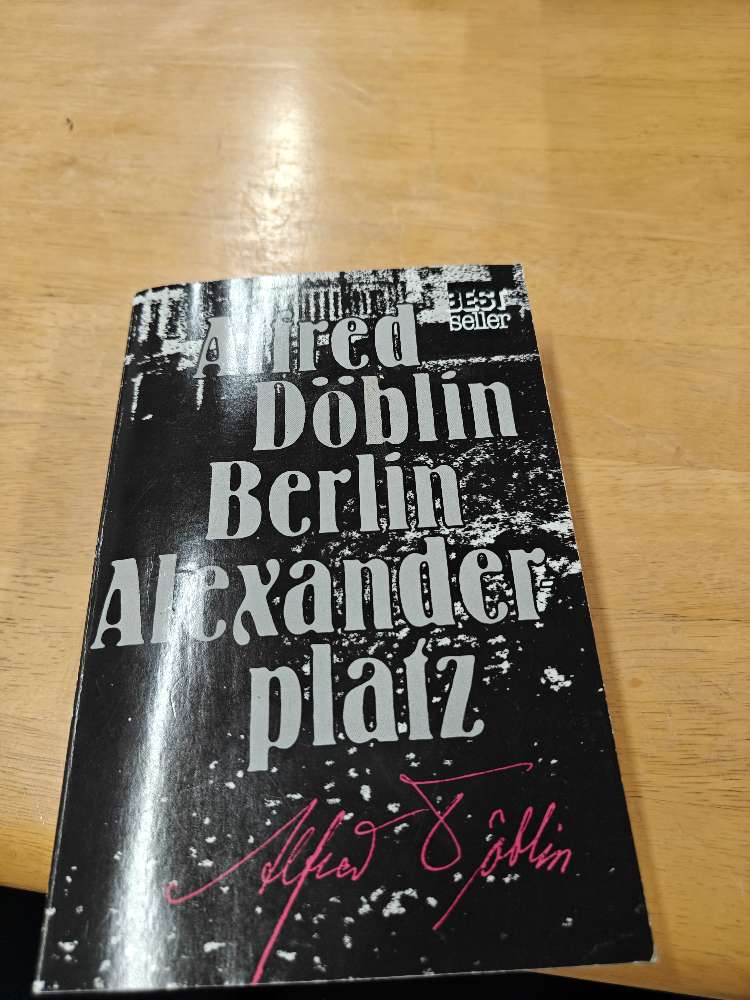 BEST
seller
Alfred
Döblin
Berlin
Alexander-
platz
Alfred Döblin